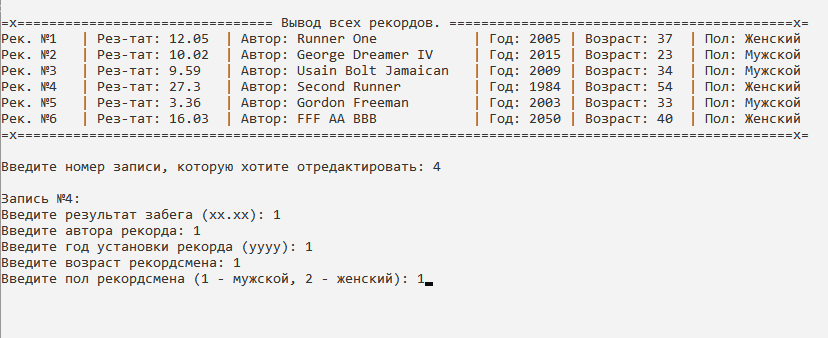 =x================================ Вывод всех рекордов. ===========================================x=
Рек. №1   | Рез-тат: 12.05  | Автор: Runner One            | Год: 2005 | Возраст: 37  | Пол: Женский
Рек. №2   | Рез-тат: 10.02  | Автор: George Dreamer IV     | Год: 2015 | Возраст: 23  | Пол: Мужской
Рек. №3   | Рез-тат: 9.59   | Автор: Usain Bolt Jamaican   | Год: 2009 | Возраст: 34  | Пол: Мужской
Рек. №4   | Рез-тат: 27.3   | Автор: Second Runner         | Год: 1984 | Возраст: 54  | Пол: Женский
Рек. №5   | Рез-тат: 3.36   | Автор: Gordon Freeman        | Год: 2003 | Возраст: 33  | Пол: Мужской
Рек. №6   | Рез-тат: 16.03  | Автор: FFF AA BBB            | Год: 2050 | Возраст: 40  | Пол: Женский
=x=================================================================================================x=
Введите номер записи, которую хотите отредактировать: 4
Запись №4:
Введите результат забега (xx.xx): 1
Введите автора рекорда: 1
Введите год установки рекорда (yyyy): 1
Введите возраст рекордсмена: 1
Введите пол рекордсмена (1 - мужской, 2 - женский): 1